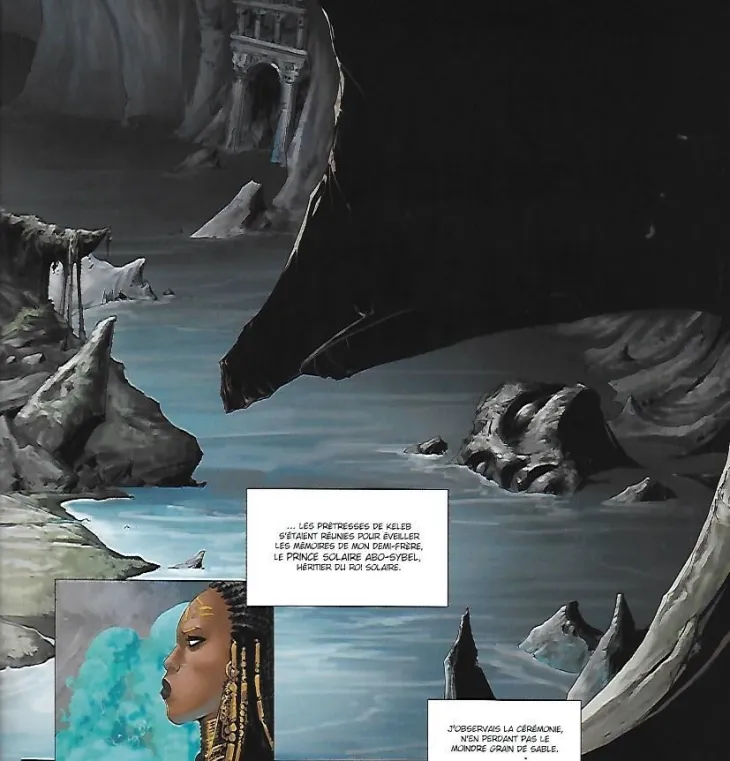 ... LES PRÊTRESSES DE KELEB
S'ÉTAIENT RÉUNIES POUR ÉVEILLER
LES MÉMOIRES DE MON DEMI-FRÈRE,
LE PRINCE SOLAIRE ABO-SYBEL,
HÉRITIER DU ROI SOLAIRE.
J'OBSERVAIS LA CÉRÉMONIE,
N'EN PERDANT PAS LE
MOINDRE GRAIN DE SABLE.